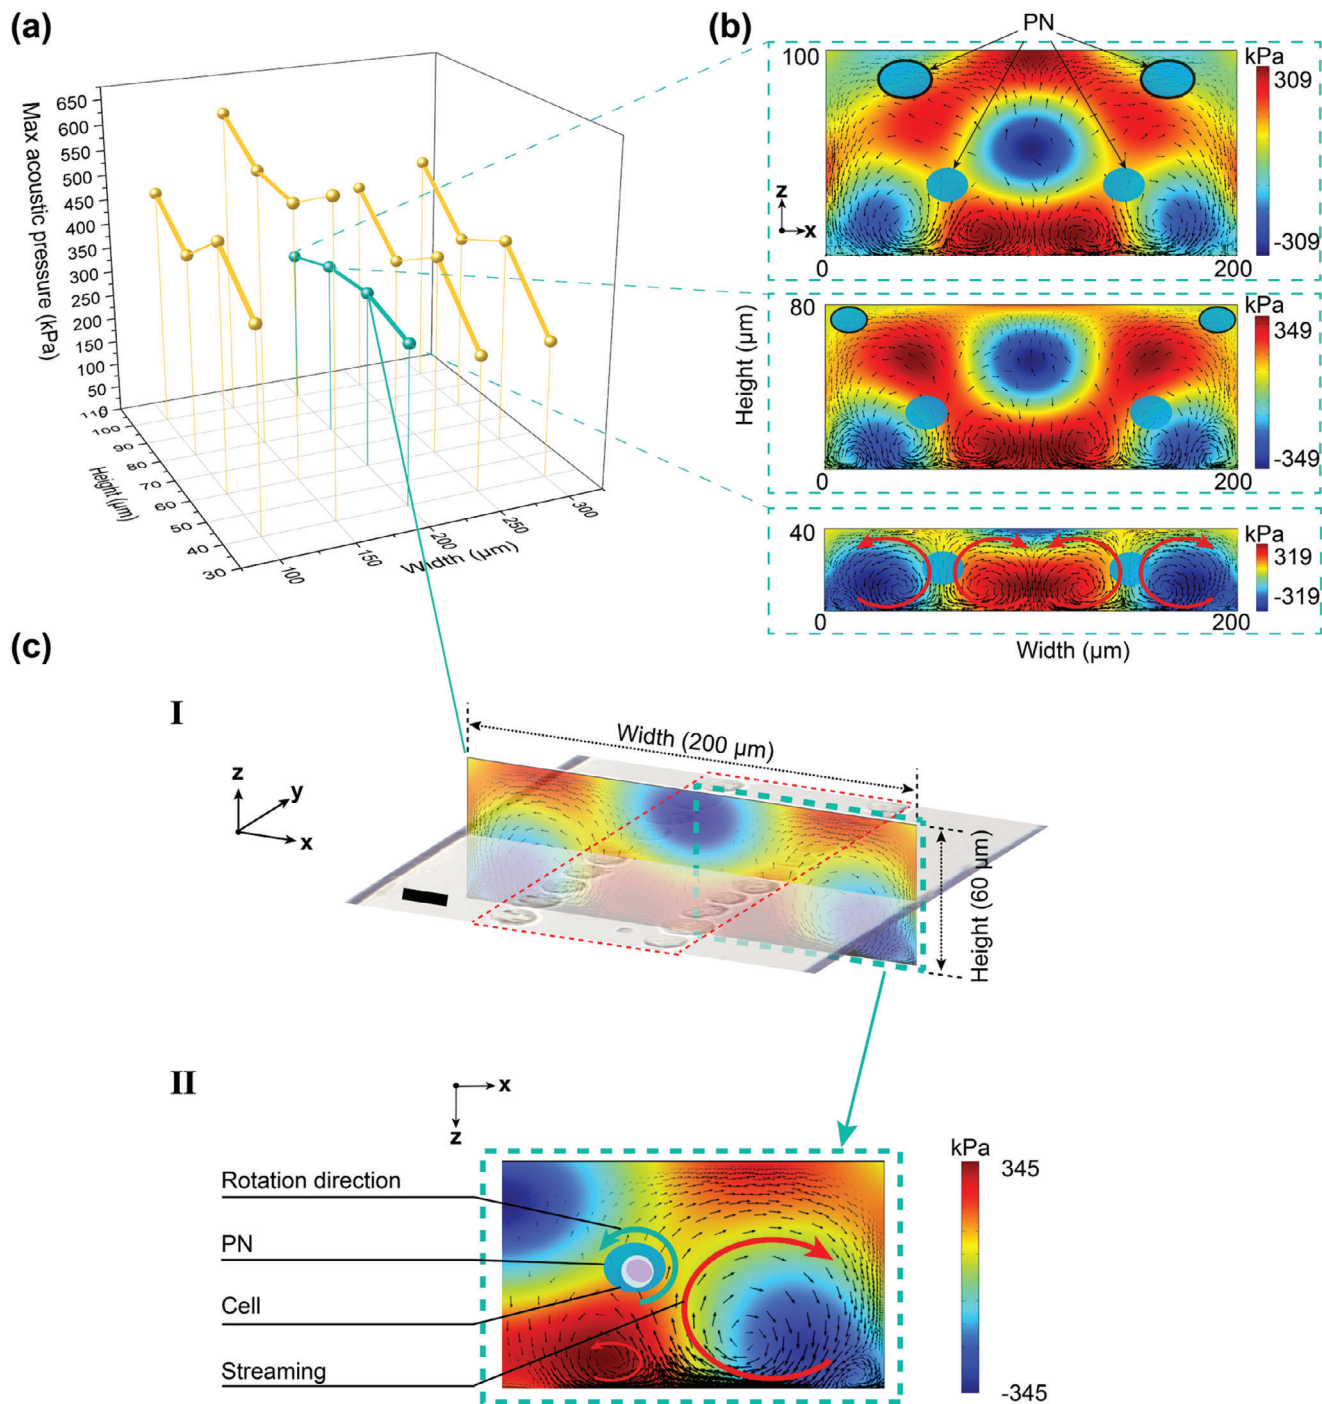 (a)
Max acoustic pressure (kPa)
650
600
550
500
450
400
350
300
250
200
150
100
50
0
110
100
90
80
70
60
50
40
30
Height (μm)
100
150
200
250
300
Width (μm)
(b)
PN
100
z
x
0
200
kPa
309
-309
Height (μm)
80
0
200
kPa
349
-349
40
0
200
kPa
319
-319
Width (μm)
(c)
I
z
y
x
Width (200 μm)
Height (60 μm)
II
x
z
Rotation direction
PN
Cell
Streaming
kPa
345
-345